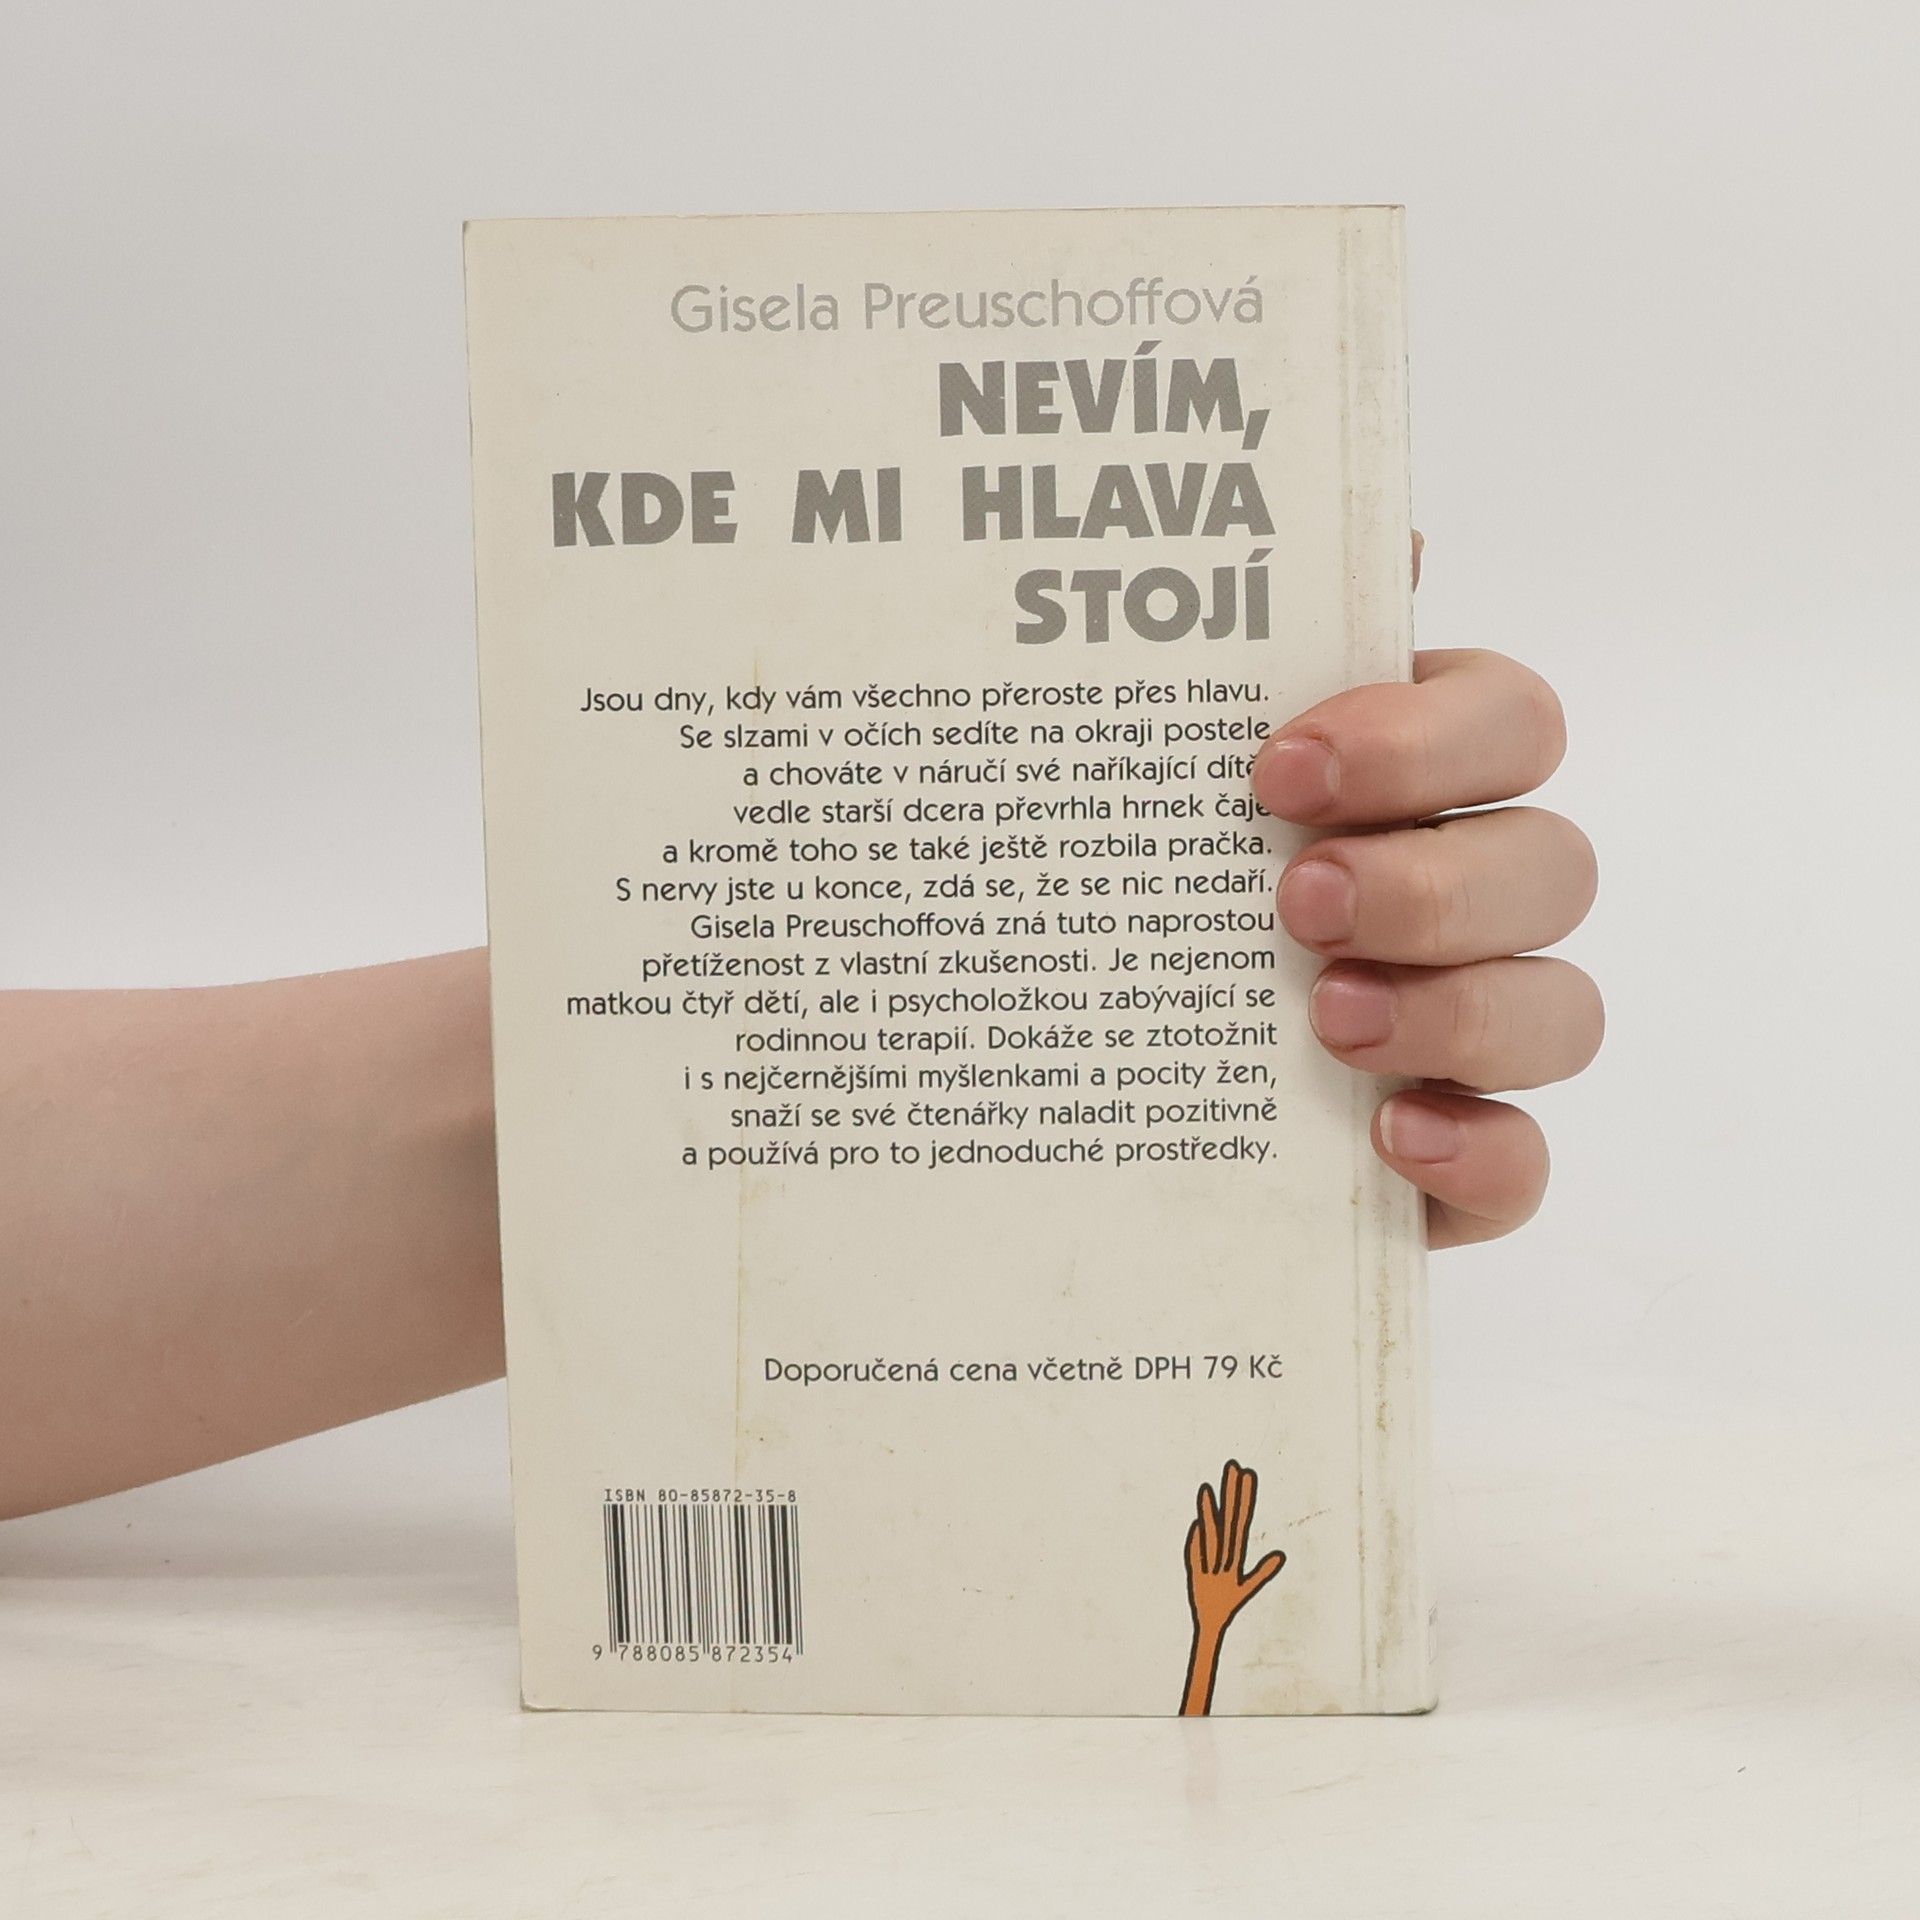 Gisela Preuschoffová
NEVÍM,
KDE MI HLAVA
STOJÍ
Jsou dny, kdy vám všechno přeroste přes hlavu.
Se slzami v očích sedíte na okraji postele
a chováte v náručí své naříkající dítě,
vedle starší dcera převrhla hrnek čaje
a kromě toho se také ještě rozbila pračka.
S nervy jste u konce, zdá se, že se nic nedaří.
Gisela Preuschoffová zná tuto naprostou
přetíženost z vlastní zkušenosti. Je nejenom
matkou čtyř dětí, ale i psycholožkou zabývající se
rodinnou terapií. Dokáže se ztotožnit
i s nejčernějšími myšlenkami a pocity žen,
snaží se své čtenářky naladit pozitivně
a používá pro to jednoduché prostředky.
Doporučená cena včetně DPH 79 Kč
ISBN 80-85872-35-8
9 788085 872354